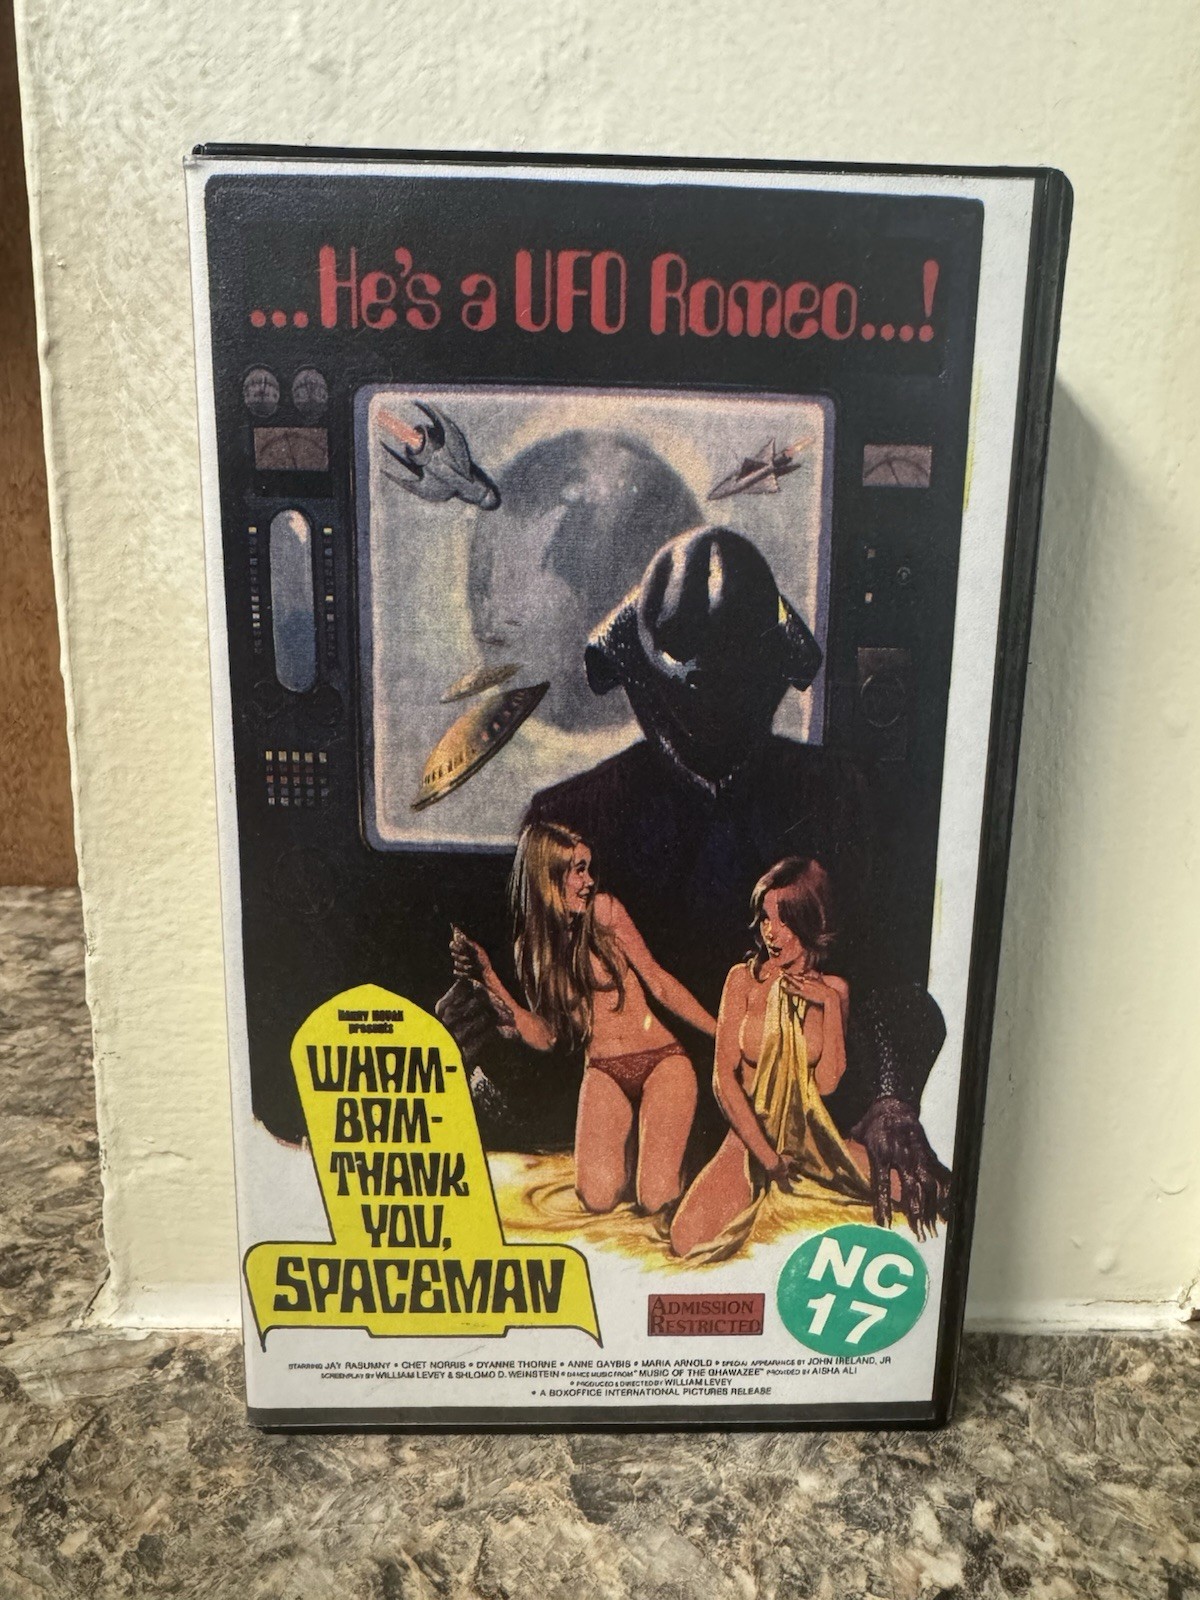 ...He's a UFO Romeo...!
HARRY NOVAK
presents
WHAM-
BAM-
THANK
YOU,
SPACEMAN
ADMISSION
RESTRICTED
NC
17
STARRING JAY RASUMNY • CHET NORRIS • DYANNE THORNE • ANNE GAYBIS • MARIA ARNOLD • SPECIAL APPEARANCE BY JOHN IRELAND, JR
SCREENPLAY BY WILLIAM LEVEY & SHLOMO D. WEINSTEIN • DANCE MUSIC FROM "MUSIC OF THE GHAWAZEE" PROVIDED BY AISHA ALI
• PRODUCED & DIRECTED BY WILLIAM LEVEY
• A BOXOFFICE INTERNATIONAL PICTURES RELEASE